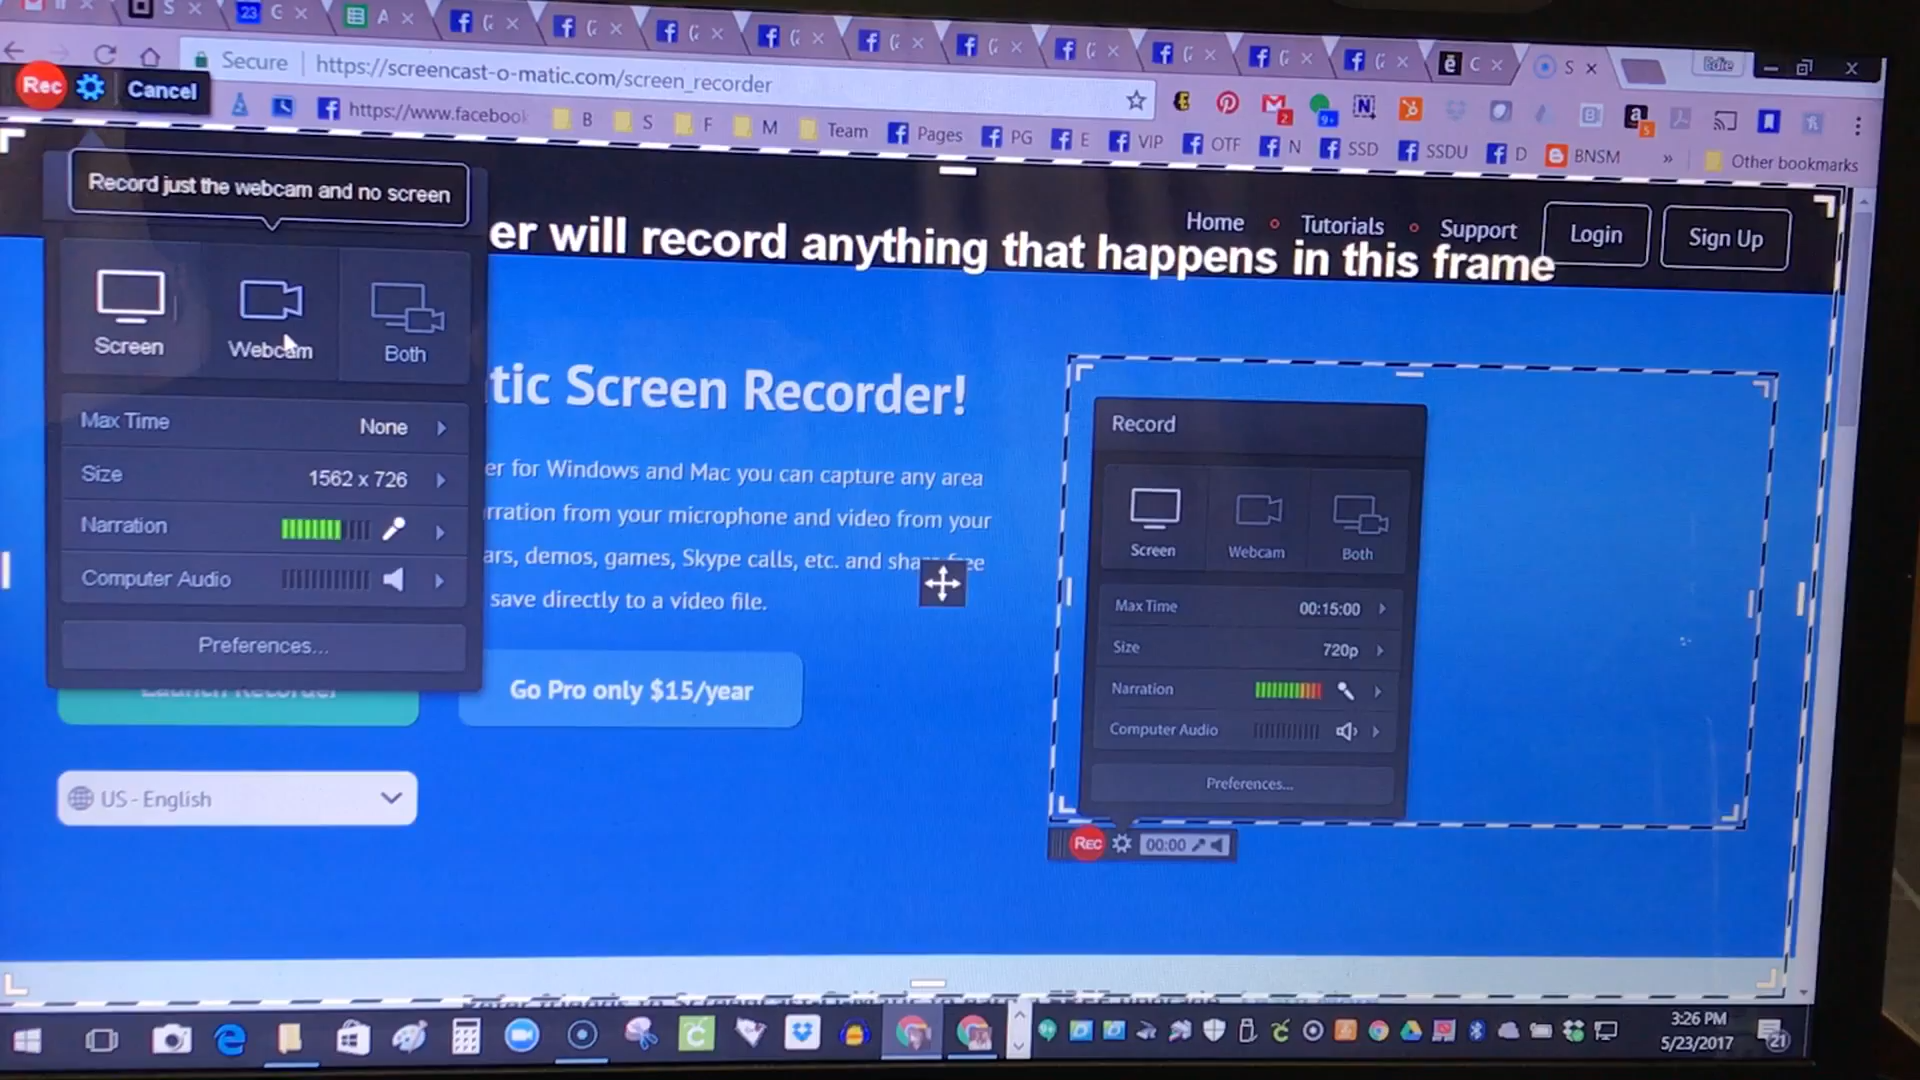 S
23
C
A
C
S
Edie
Secure
https://screencast-o-matic.com/screen_recorder
Rec
Cancel
https://www.facebook
B
S
F
M
Team
Pages
PG
E
VIP
OTF
N
SSD
SSDU
D
BNSM
»
Other bookmarks
Record just the webcam and no screen
er will record anything that happens in this frame
Home
Tutorials
Support
Login
Sign Up
Screen
Webcam
Both
Max Time
None
Size
1562 x 726
Narration
Computer Audio
Preferences...
tic Screen Recorder!
er for Windows and Mac you can capture any area
rration from your microphone and video from your
ars, demos, games, Skype calls, etc. and sha
save directly to a video file.
Launch Recorder
Go Pro only $15/year
US - English
Record
Screen
Webcam
Both
Max Time
00:15:00
Size
720p
Narration
Computer Audio
Preferences...
Rec
00:00
3:26 PM
5/23/2017
21